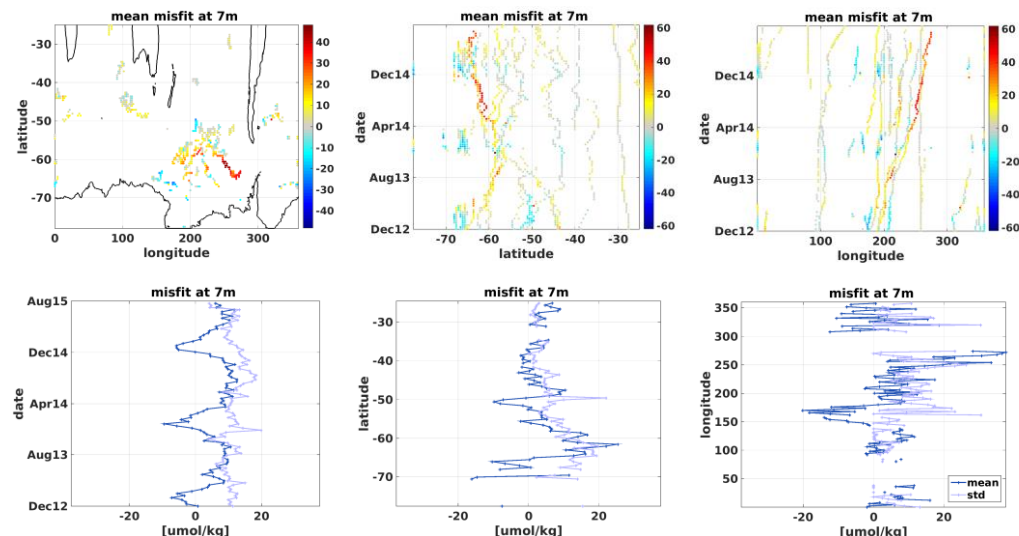 mean misfit at 7m
latitude
-30
-40
-50
-60
-70
0
100
200
300
longitude
40
20
0
-20
-40
mean misfit at 7m
date
Dec14
Apr14
Aug13
Dec12
-70
-60
-50
-40
-30
latitude
60
40
20
0
-20
-40
-60
mean misfit at 7m
date
Dec14
Apr14
Aug13
Dec12
100
200
300
longitude
60
40
20
0
-20
-40
-60
misfit at 7m
date
Aug15
Dec14
Apr14
Aug13
Dec12
-20
0
20
[umol/kg]
misfit at 7m
latitude
-30
-40
-50
-60
-70
-20
0
20
[umol/kg]
misfit at 7m
longitude
350
300
250
200
150
100
50
-20
0
20
[umol/kg]
mean
std